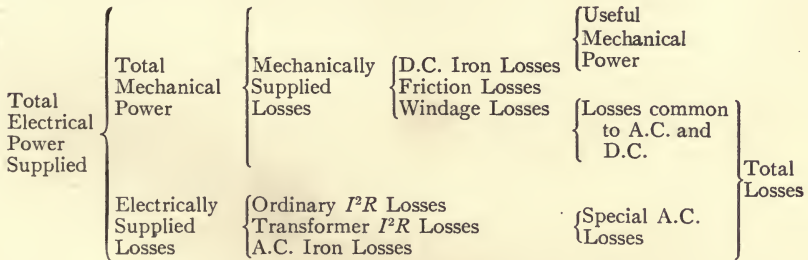 Total
Electrical
Power
Supplied
Total
Mechanical
Power
Mechanically
Supplied
Losses
D.C. Iron Losses
Friction Losses
Windage Losses
Useful
Mechanical
Power
Losses common
to A.C. and
D.C.
Electrically
Supplied
Losses
Ordinary I²R Losses
Transformer I²R Losses
A.C. Iron Losses
Special A.C.
Losses
Total
Losses